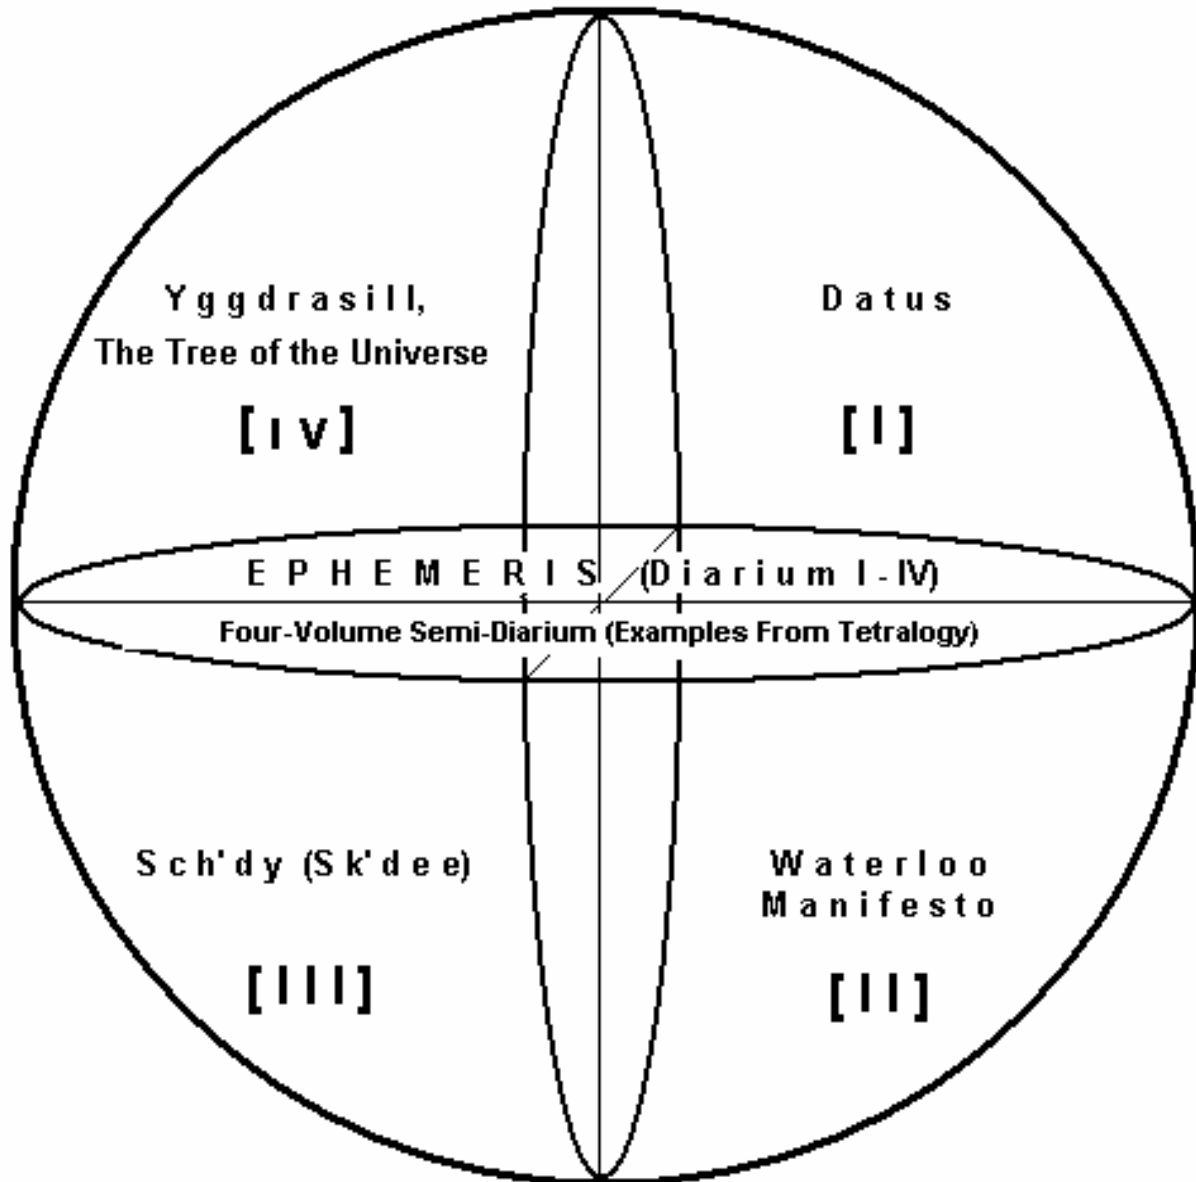 Yggdrasill,
The Tree of the Universe
[IV]
Datus
[I]
EPHEMERIS (Diarium I-IV)
Four-Volume Semi-Diarium (Examples From Tetralogy)
Sch'dy (Sk'dee)
[III]
Waterloo
Manifesto
[II]